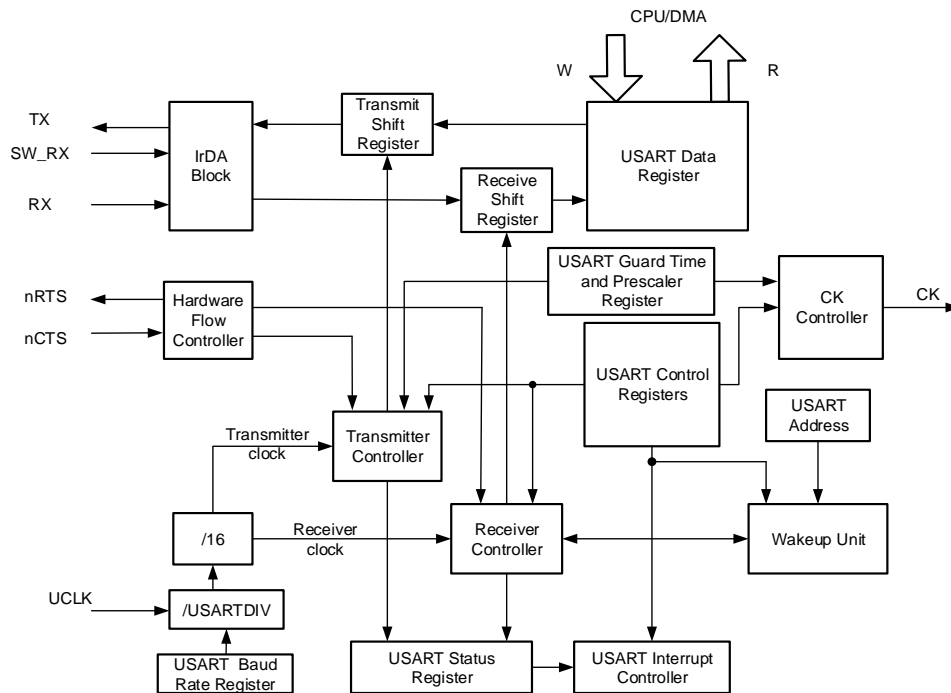 CPU/DMA
W
R
TX
SW_RX
RX
IrDA
Block
Transmit
Shift
Register
USART Data
Register
Receive
Shift
Register
USART Guard Time
and Prescaler
Register
nRTS
nCTS
Hardware
Flow
Controller
CK
Controller
CK
USART Control
Registers
USART
Address
Transmitter
clock
Transmitter
Controller
/16
Receiver
clock
Receiver
Controller
Wakeup Unit
UCLK
/USARTDIV
USART Baud
Rate Register
USART Status
Register
USART Interrupt
Controller